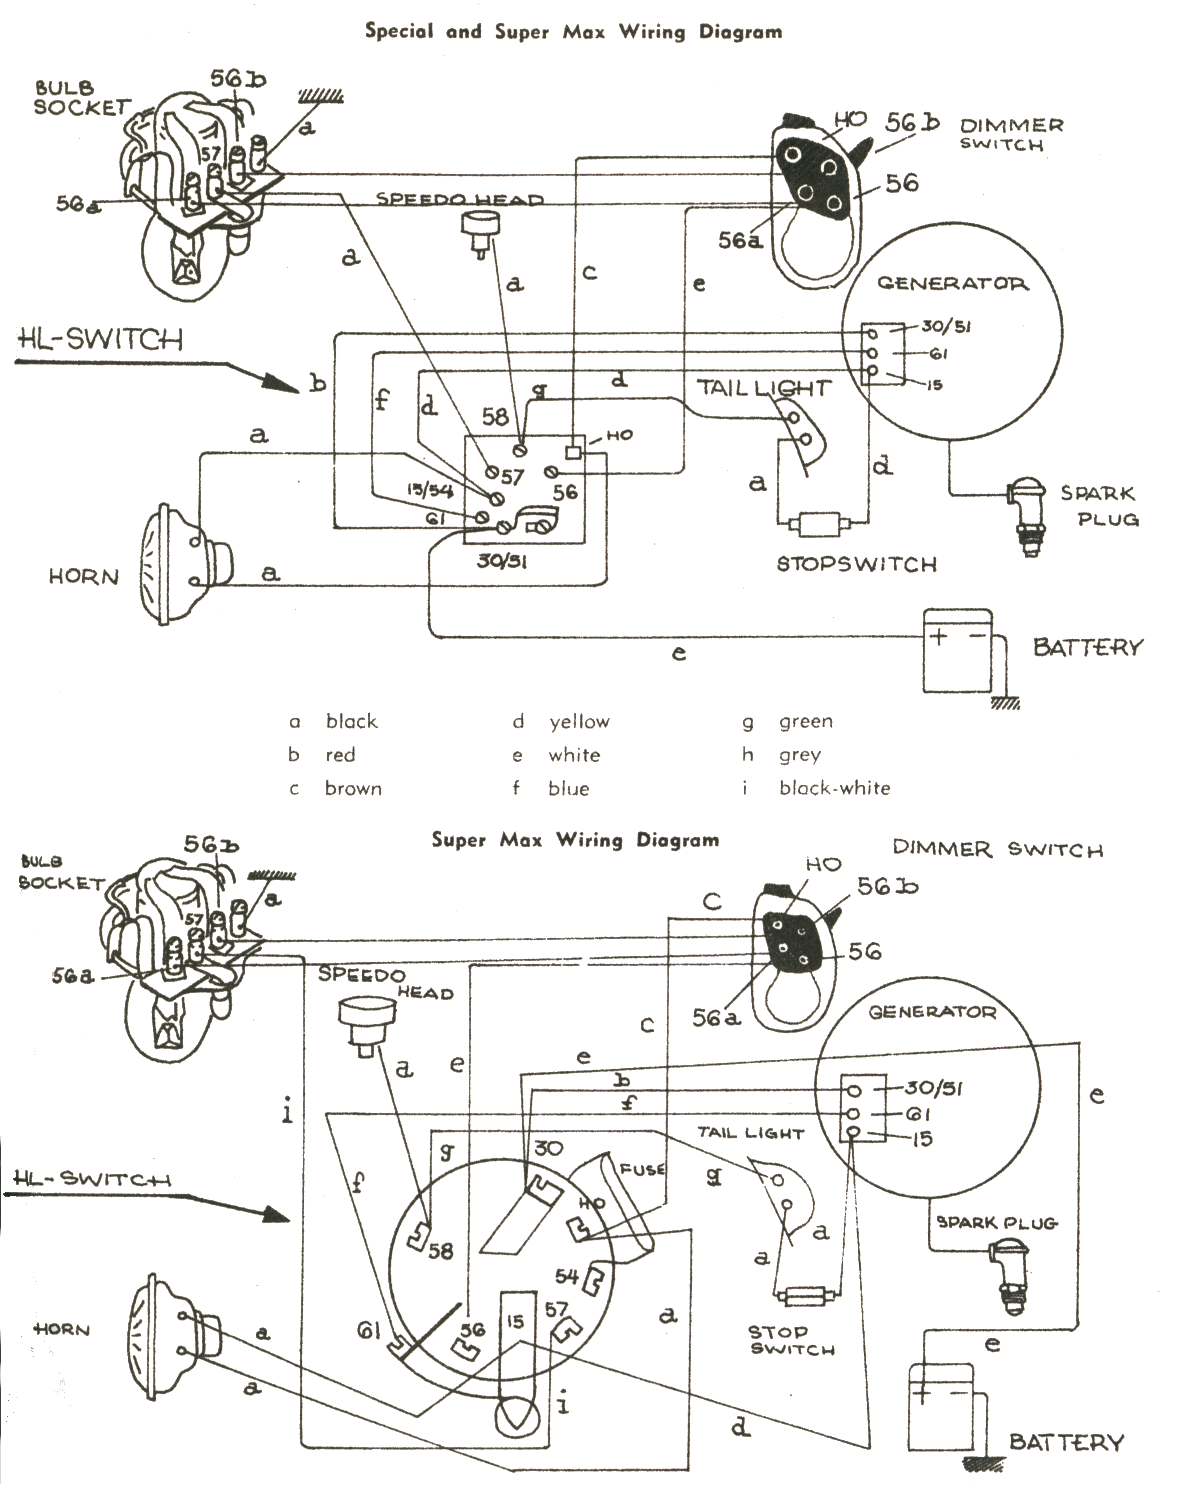 Special and Super Max Wiring Diagram
BULB
SOCKET
56b
a
57
56a
HO
56b
DIMMER
SWITCH
56
56a
SPEEDO HEAD
a
a
c
e
GENERATOR
30/51
61
15
HL-SWITCH
b
f
d
g
d
TAIL LIGHT
58
HO
a
57
56
15/54
61
30/51
a
d
SPARK
PLUG
STOPSWITCH
HORN
a
e
+ -
BATTERY
a black
d yellow
g green
b red
e white
h grey
c brown
f blue
i black-white
Super Max Wiring Diagram
DIMMER SWITCH
BULB
SOCKET
56b
a
57
56a
HO
56b
C
56
56a
SPEEDO
HEAD
GENERATOR
c
a
e
e
b
f
30/51
61
15
e
i
TAIL LIGHT
g
30
FUSE
g
HL-SWITCH
f
HO
58
a
a
SPARK PLUG
54
57
15
56
61
a
HORN
a
a
STOP
SWITCH
e
i
d
+ -
BATTERY